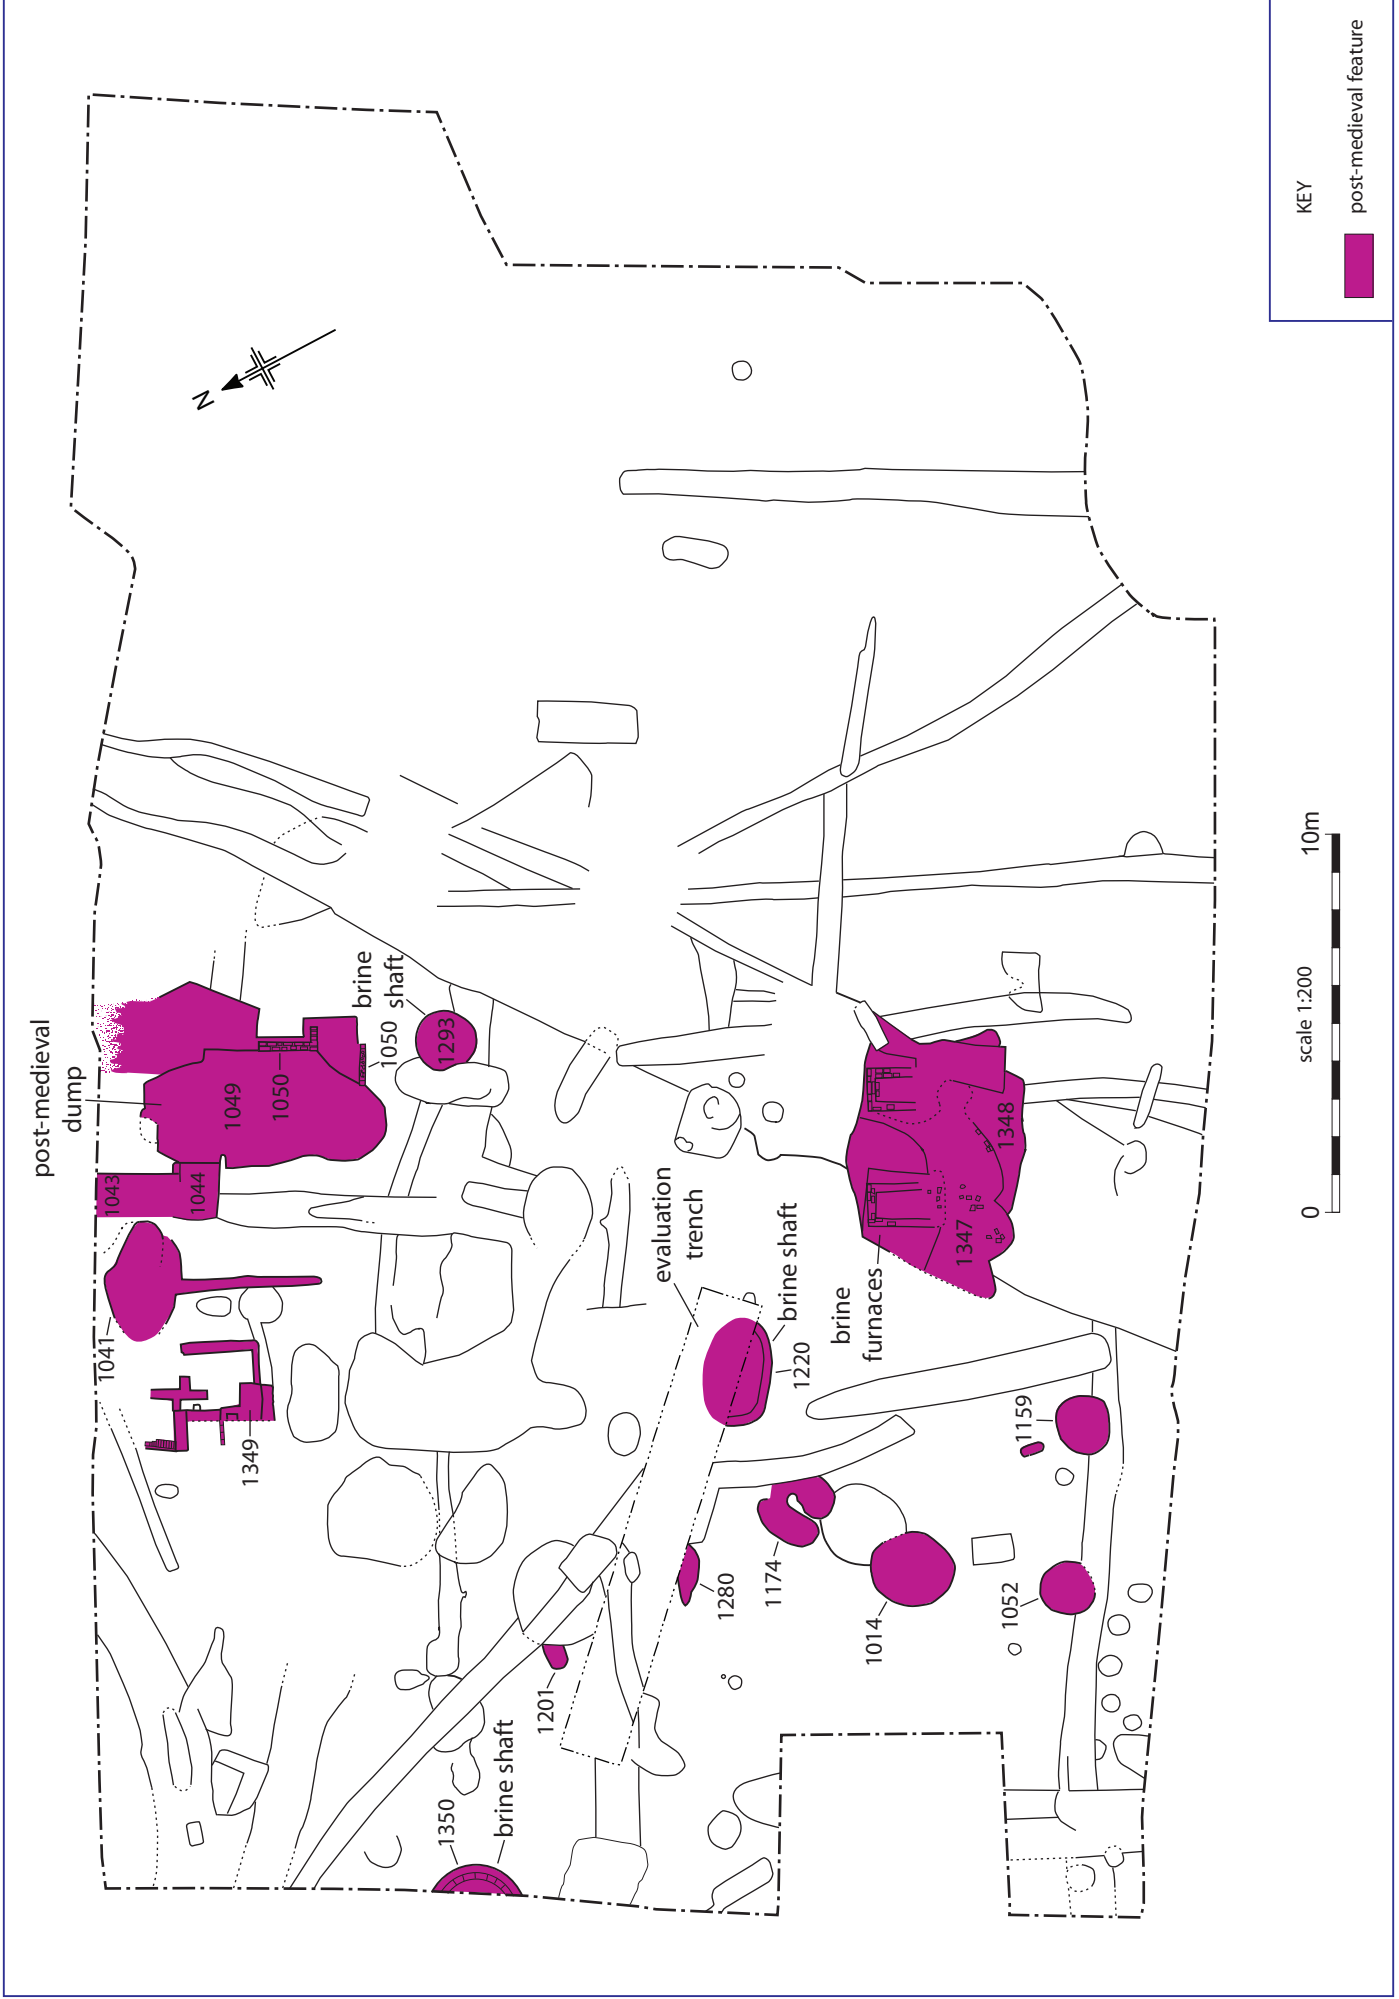 post-medieval
dump
1043
1044
1049
1050
1050
brine
shaft
1293
1041
1349
evaluation
trench
brine shaft
1220
brine
furnaces
1347
1348
1159
1280
1174
1014
1052
1201
1350
brine shaft
N
KEY
post-medieval feature
0
scale 1:200
10m